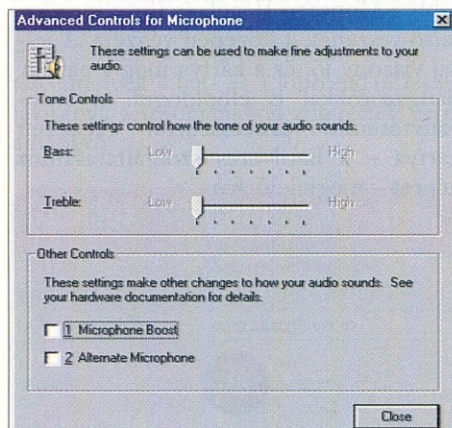 Advanced Controls for Microphone
These settings can be used to make fine adjustments to your
audio.
Tone Controls
These settings control how the tone of your audio sounds.
Bass: Low High
Treble: Low High
Other Controls
These settings make other changes to how your audio sounds. See
your hardware documentation for details.
1 Microphone Boost
2 Alternate Microphone
Close